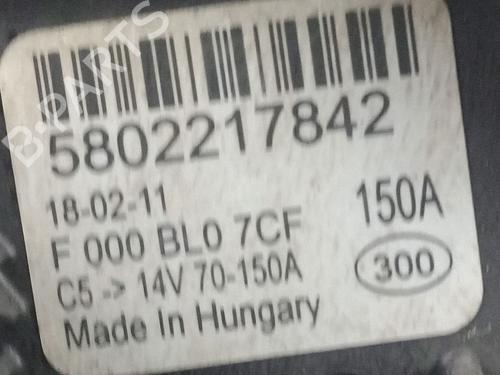 5802217842
18-02-11
F 000 BL0 7CF
150A
C5 -> 14V 70-150A
300
Made In Hungary
B-PARTS